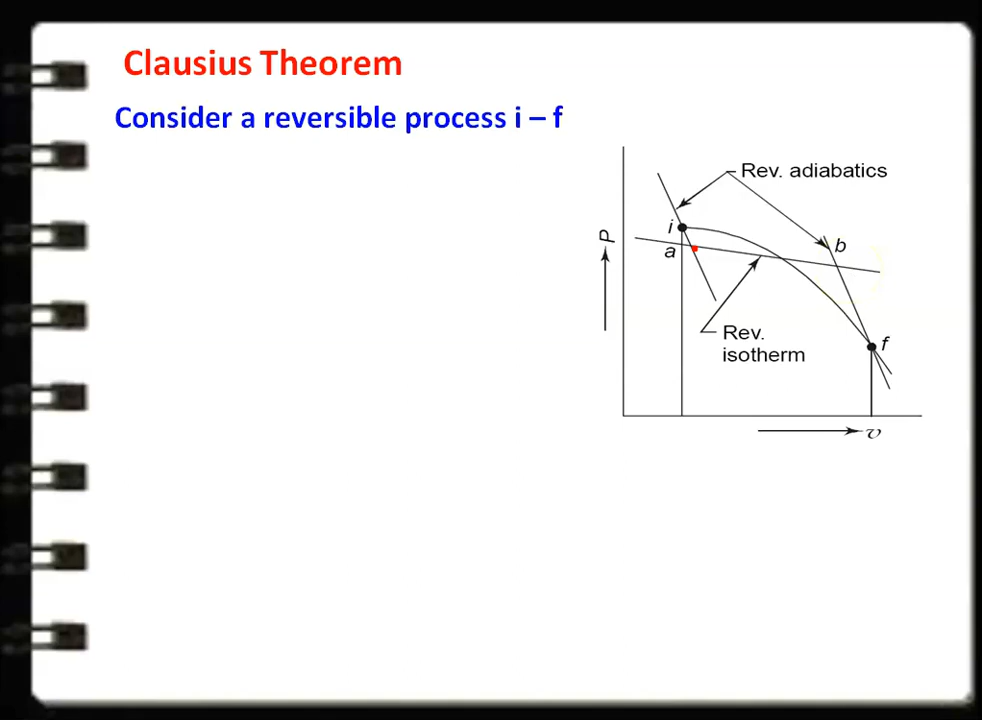 Clausius Theorem
Consider a reversible process i – f
Rev. adiabatics
i
P
b
a
Rev.
isotherm
f
v